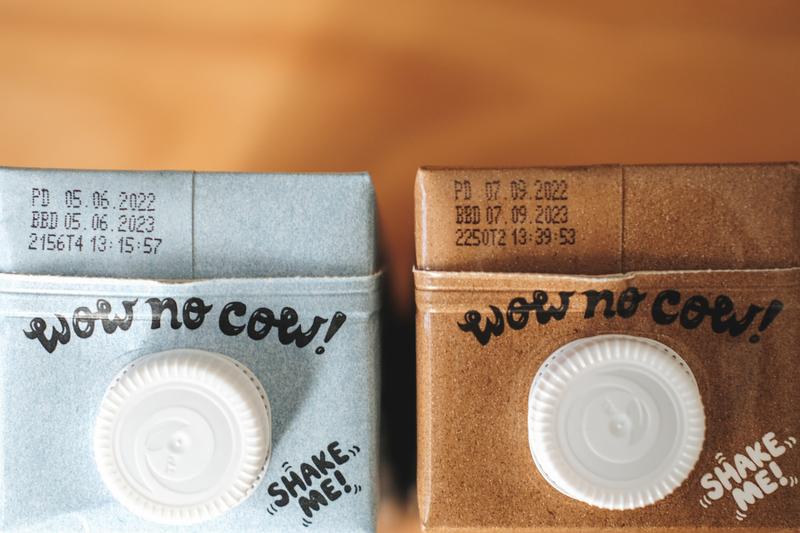 PD 05.06.2022
BBD 05.06.2023
2156T4 13:15:57
wow no cow!
SHAKE
ME!
PD 07.09.2022
BBD 07.09.2023
2250T2 13:39:53
wow no cow!
SHAKE
ME!